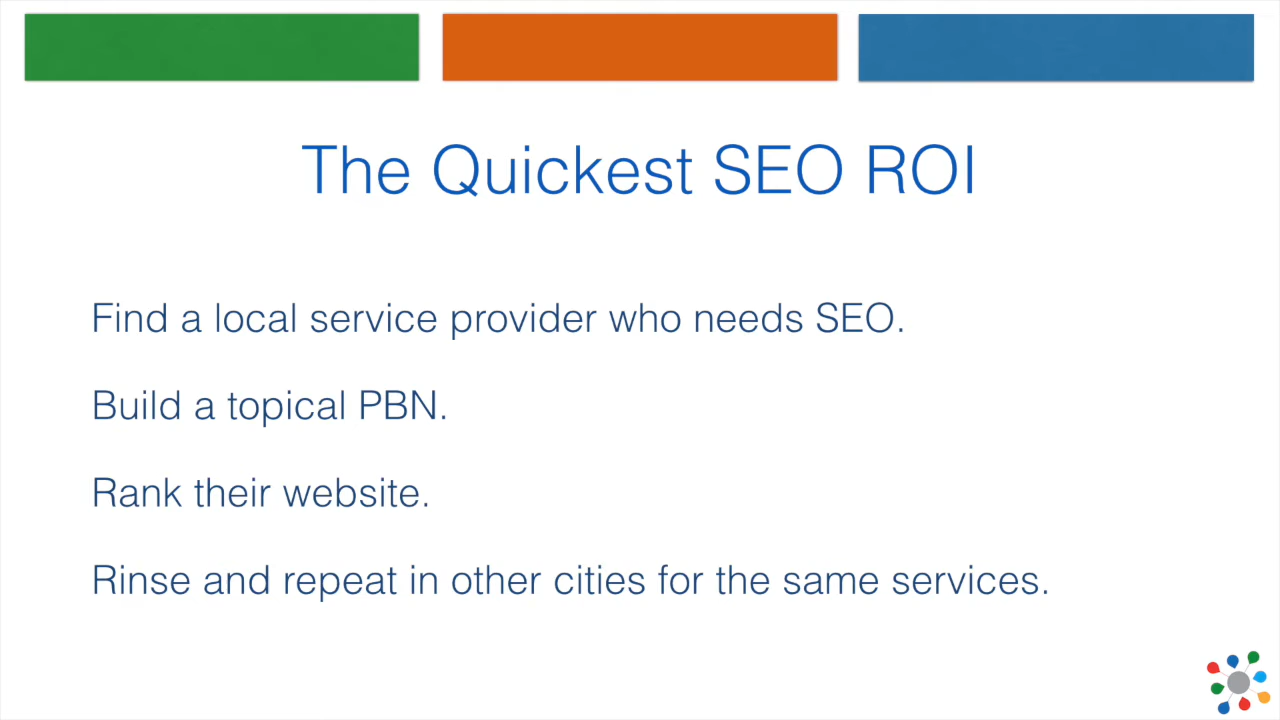 The Quickest SEO ROI
Find a local service provider who needs SEO.
Build a topical PBN.
Rank their website.
Rinse and repeat in other cities for the same services.